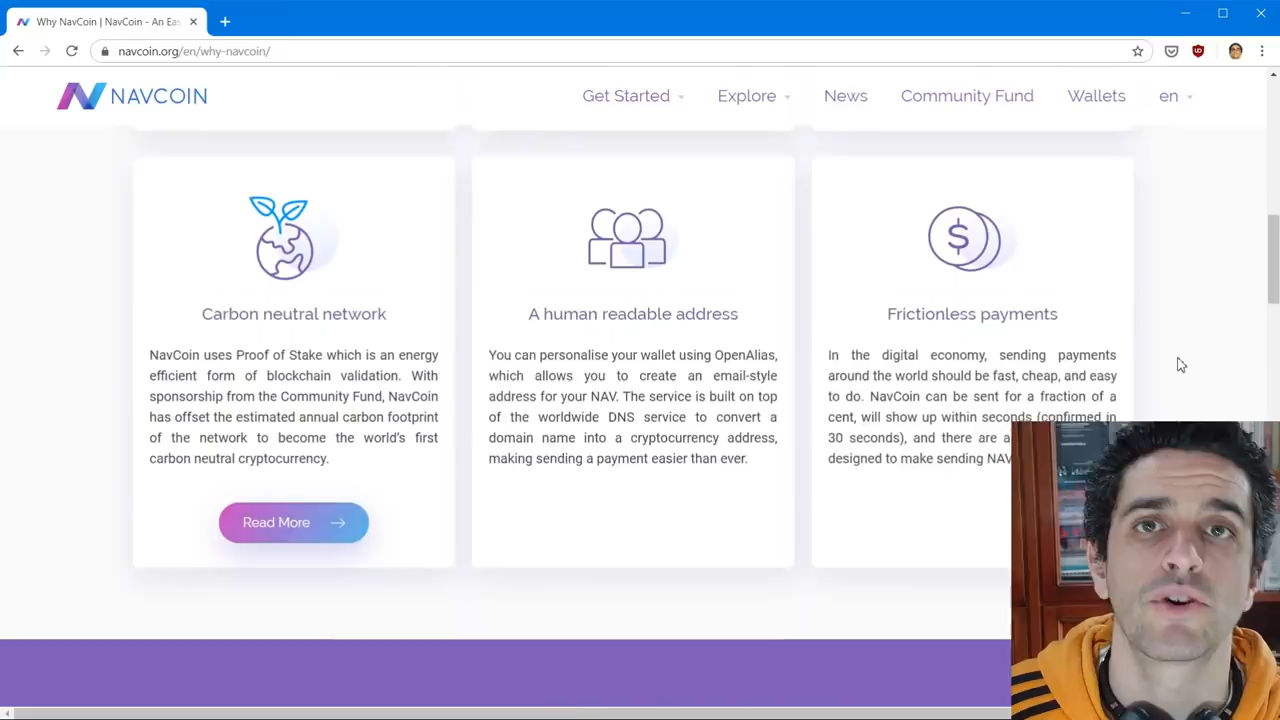 Why NavCoin | NavCoin - An Eas
navcoin.org/en/why-navcoin/
NAVCOIN
Get Started
Explore
News
Community Fund
Wallets
en
Carbon neutral network
NavCoin uses Proof of Stake which is an energy
efficient form of blockchain validation. With
sponsorship from the Community Fund, NavCoin
has offset the estimated annual carbon footprint
of the network to become the world's first
carbon neutral cryptocurrency.
Read More
A human readable address
You can personalise your wallet using OpenAlias,
which allows you to create an email-style
address for your NAV. The service is built on top
of the worldwide DNS service to convert a
domain name into a cryptocurrency address,
making sending a payment easier than ever.
$
Frictionless payments
In the digital economy, sending payments
around the world should be fast, cheap, and easy
to do. NavCoin can be sent for a fraction of a
cent, will show up within seconds (confirmed in
30 seconds), and there are a
designed to make sending NAV